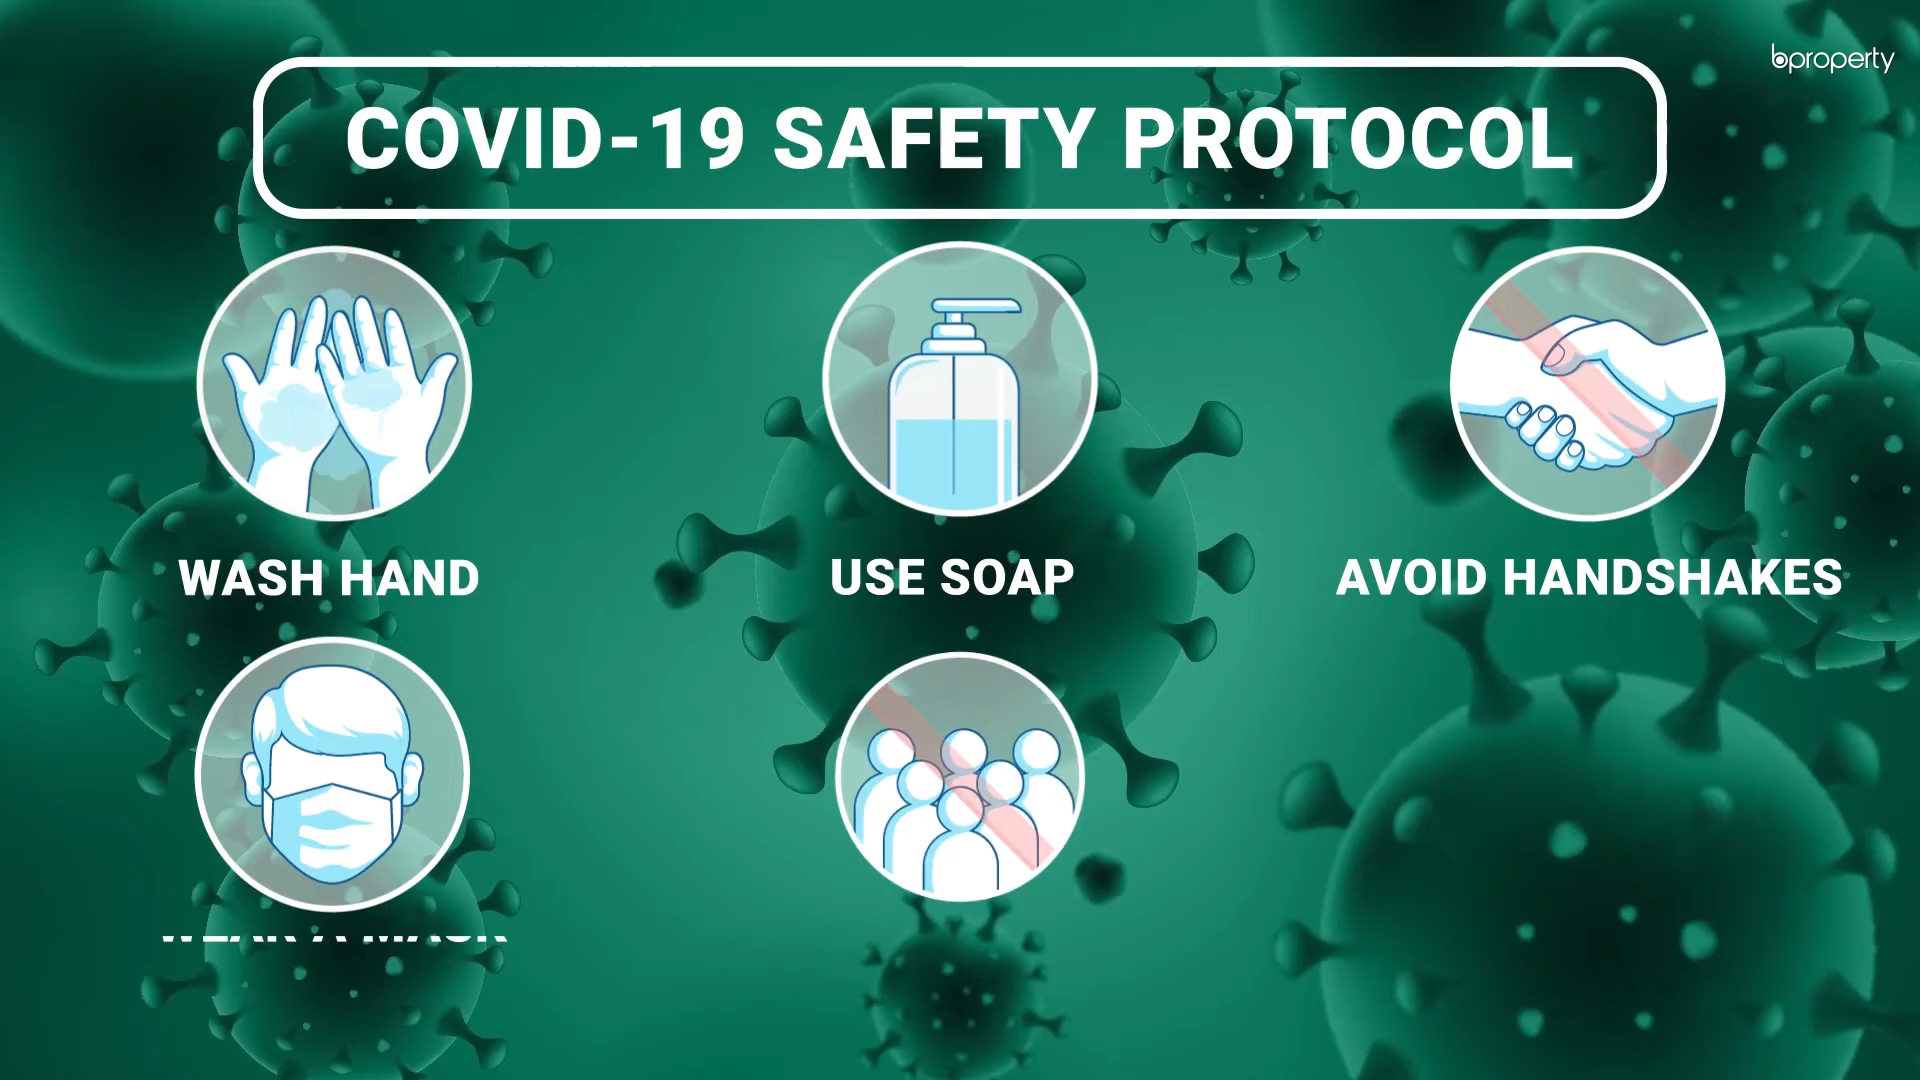 bproperty
COVID-19 SAFETY PROTOCOL
WASH HAND
USE SOAP
AVOID HANDSHAKES